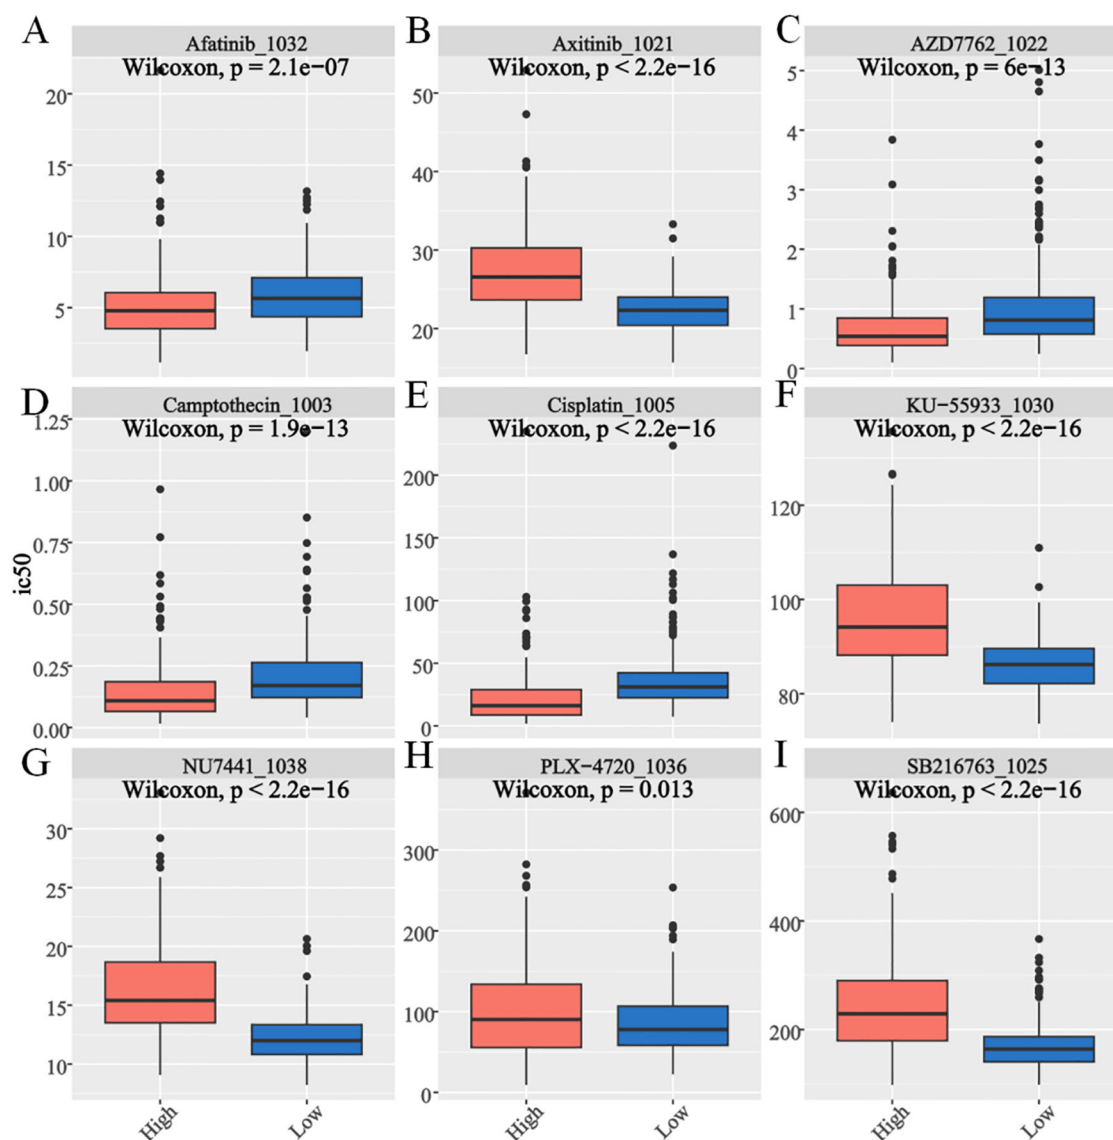 A
Afatinib_1032
Wilcoxon, p = 2.1e−07
20
15
10
5
B
Axitinib_1021
Wilcoxon, p < 2.2e−16
50
40
30
20
C
AZD7762_1022
Wilcoxon, p = 6e−13
5
4
3
2
1
0
ic50
D
Camptothecin_1003
Wilcoxon, p = 1.9e−13
1.25
1.00
0.75
0.50
0.25
0.00
E
Cisplatin_1005
Wilcoxon, p < 2.2e−16
200
150
100
50
0
F
KU−55933_1030
Wilcoxon, p < 2.2e−16
120
100
80
G
NU7441_1038
Wilcoxon, p < 2.2e−16
30
25
20
15
10
High
Low
H
PLX−4720_1036
Wilcoxon, p = 0.013
300
200
100
0
High
Low
I
SB216763_1025
Wilcoxon, p < 2.2e−16
600
400
200
High
Low